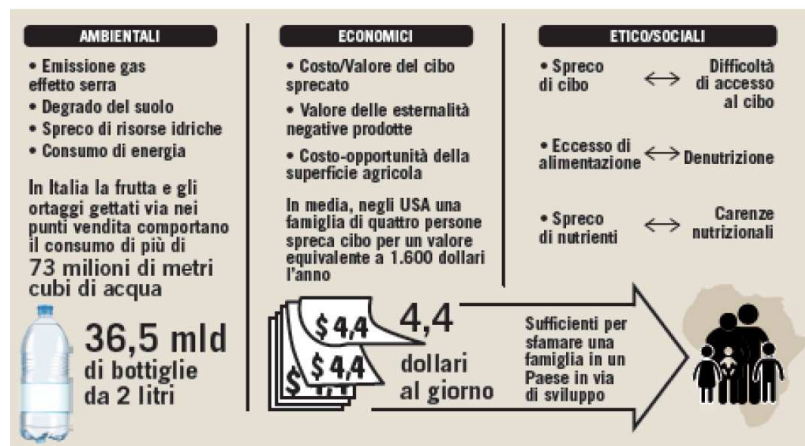 AMBIENTALI
• Emissione gas
effetto serra
• Degrado del suolo
• Spreco di risorse idriche
• Consumo di energia
In Italia la frutta e gli
ortaggi gettati via nei
punti vendita comportano
il consumo di più di
73 milioni di metri
cubi di acqua
36,5 mld
di bottiglie
da 2 litri
ECONOMICI
• Costo/Valore del cibo
sprecato
• Valore delle esternalità
negative prodotte
• Costo-opportunità della
superficie agricola
In media, negli USA una
famiglia di quattro persone
spreca cibo per un valore
equivalente a 1.600 dollari
l'anno
$ 4,4
$ 4,4
$ 4,4
4,4
dollari
al giorno
ETICO/SOCIALI
• Spreco
di cibo
↔
Difficoltà
di accesso
al cibo
• Eccesso di
alimentazione
↔
Denutrizione
• Spreco
di nutrienti
↔
Carenze
nutrizionali
Sufficienti per
sfamare una
famiglia in un
Paese in via
di sviluppo